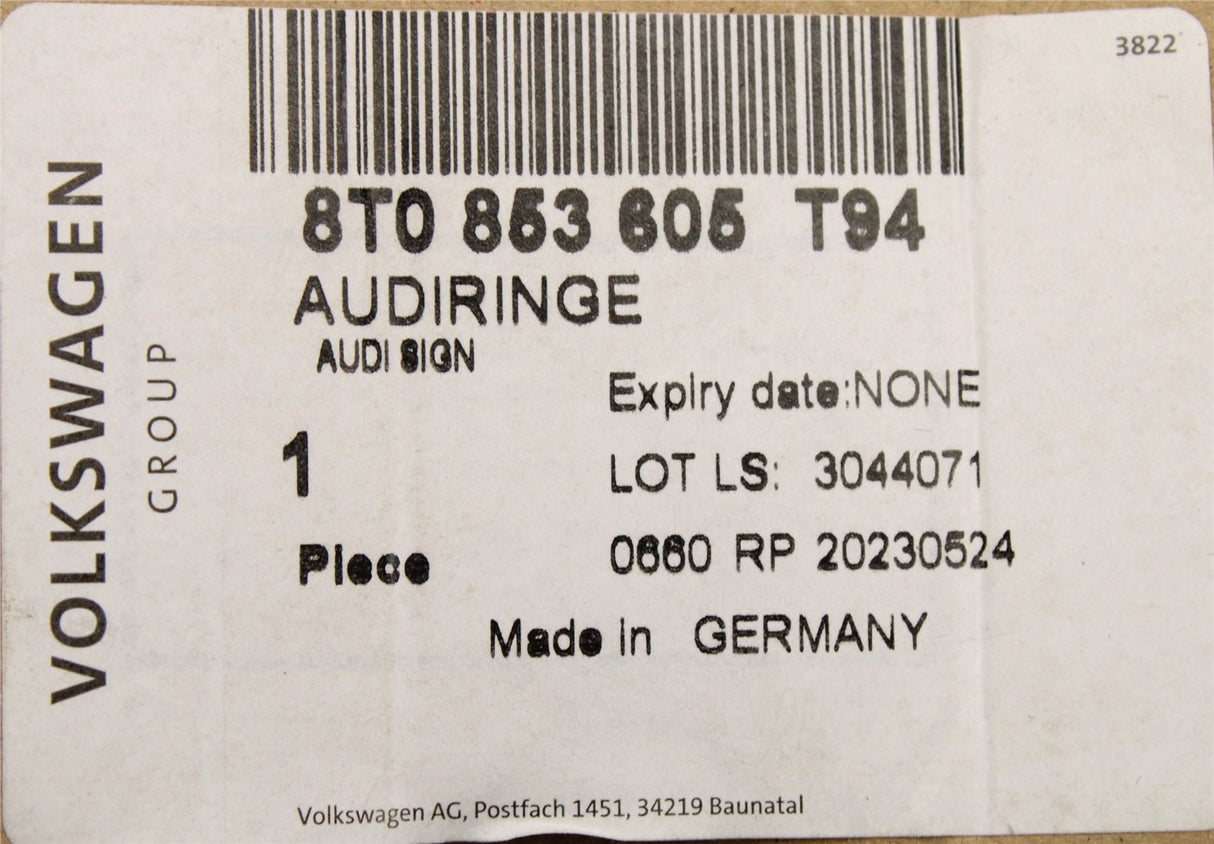 3822
VOLKSWAGEN
GROUP
8T0 853 605 T94
AUDIRINGE
AUDI SIGN
Expiry date:NONE
1
LOT LS: 3044071
Piece
0660 RP 20230524
Made in GERMANY
Volkswagen AG, Postfach 1451, 34219 Baunatal